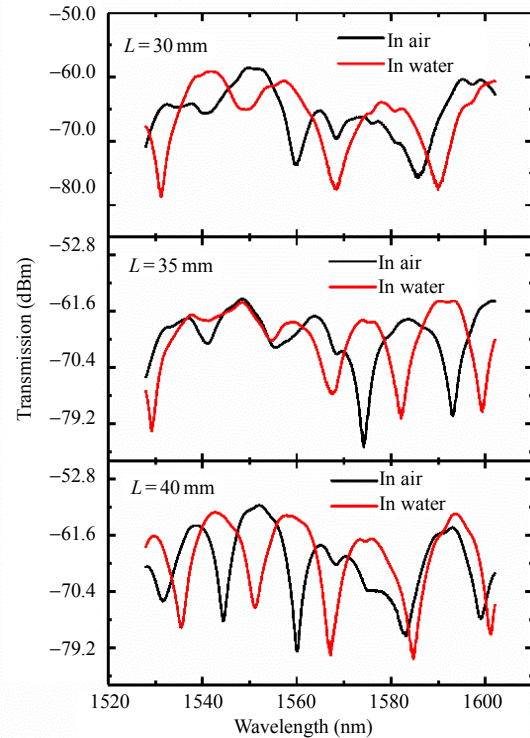 −50.0
−60.0
−70.0
−80.0
L = 30 mm
In air
In water
−52.8
−61.6
−70.4
−79.2
L = 35 mm
In air
In water
−52.8
−61.6
−70.4
−79.2
L = 40 mm
In air
In water
Transmission (dBm)
1520 1540 1560 1580 1600
Wavelength (nm)